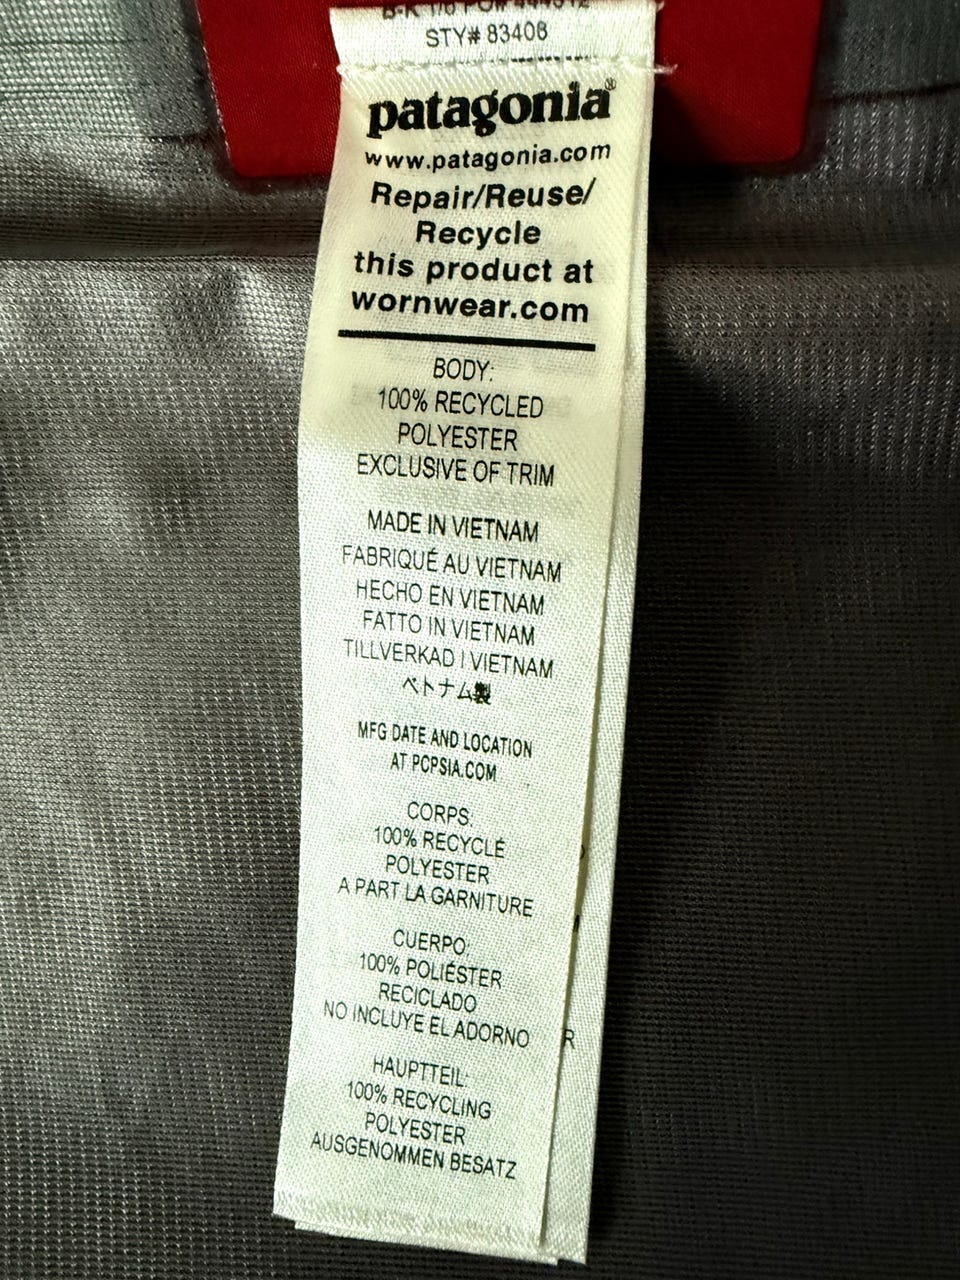 STY# 83408
patagonia®
www.patagonia.com
Repair/Reuse/
Recycle
this product at
wornwear.com
BODY:
100% RECYCLED
POLYESTER
EXCLUSIVE OF TRIM
MADE IN VIETNAM
FABRIQUÉ AU VIETNAM
HECHO EN VIETNAM
FATTO IN VIETNAM
TILLVERKAD I VIETNAM
ベトナム製
MFG DATE AND LOCATION
AT PCPSIA.COM
CORPS:
100% RECYCLÉ
POLYESTER
A PART LA GARNITURE
CUERPO:
100% POLIÉSTER
RECICLADO
NO INCLUYE EL ADORNO
R
HAUPTTEIL:
100% RECYCLING
POLYESTER
AUSGENOMMEN BESATZ